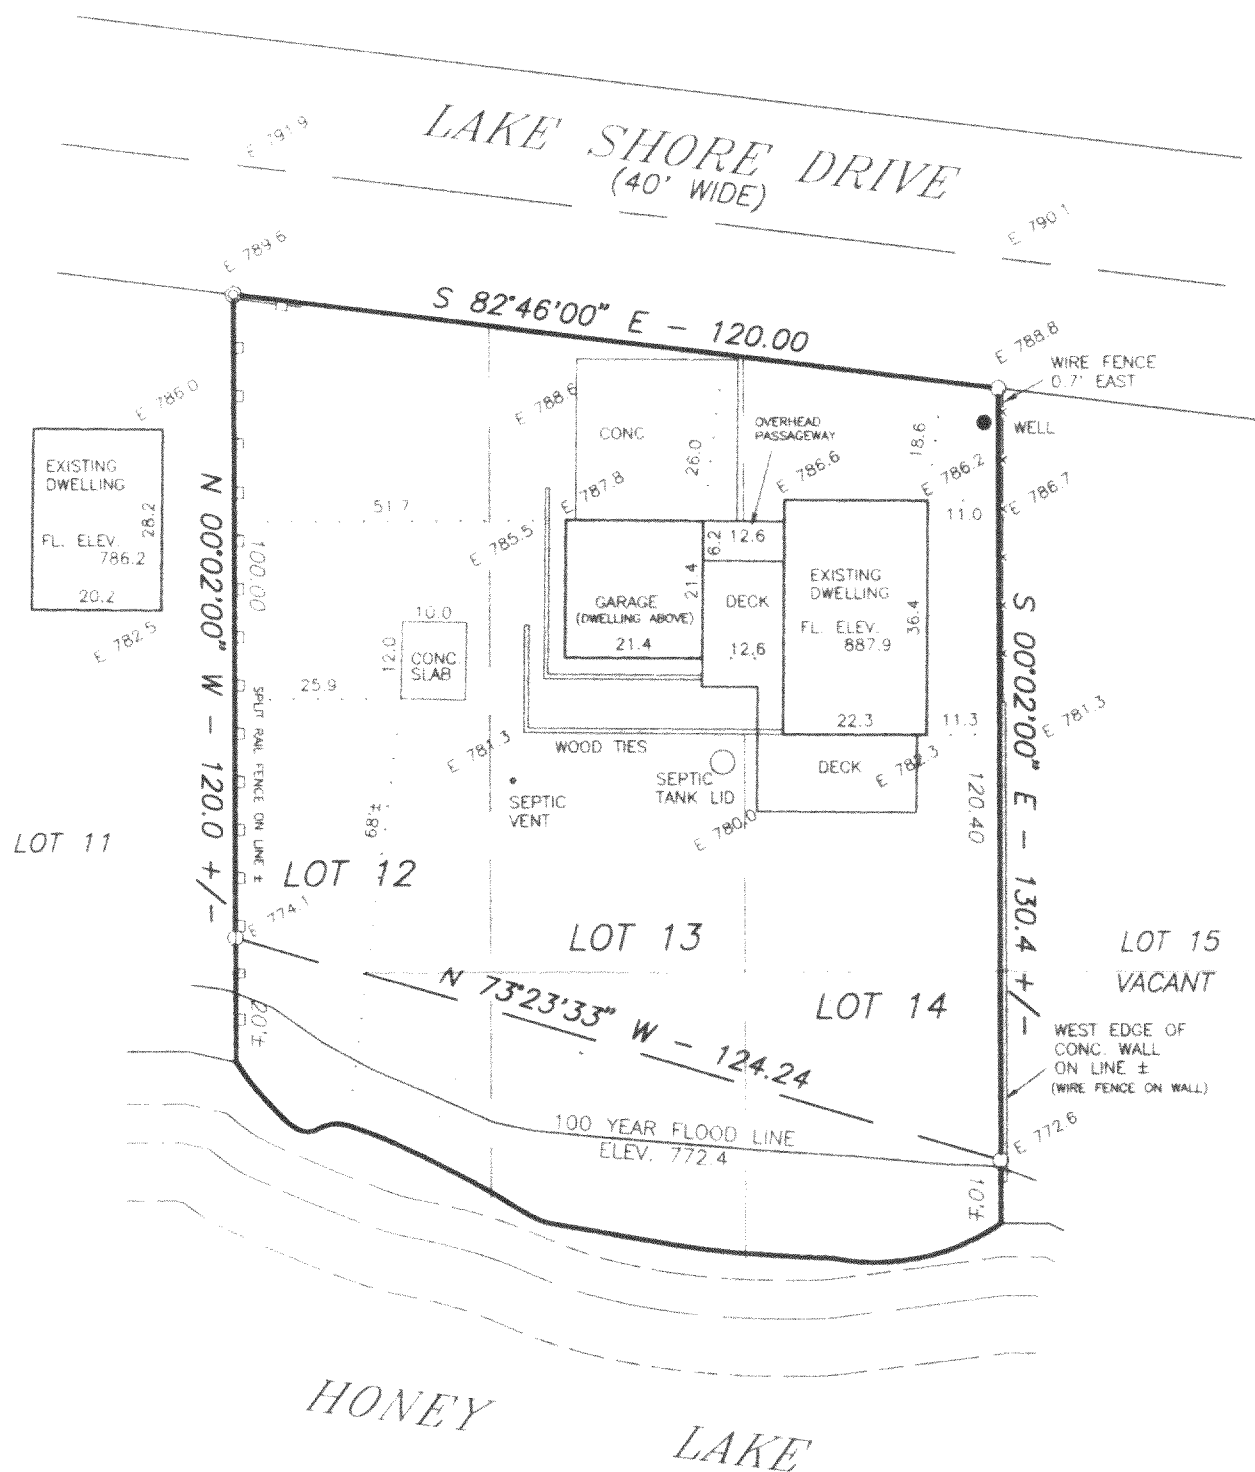 LAKE SHORE DRIVE
(40' WIDE)
E 791.9
E 790.1
E 789.6
S 82°46'00" E - 120.00
E 788.8
WIRE FENCE
0.7' EAST
E 786.0
E 788.6
CONC
26.0
OVERHEAD
PASSAGEWAY
18.6
WELL
EXISTING
DWELLING
28.2
FL. ELEV.
786.2
20.2
E 782.5
N 00°02'00" W - 120.0 +/-
100.00
51.7
E 787.8
E 785.5
E 786.6
E 786.2
E 786.7
11.0
6.2
12.6
21.4
GARAGE
(DWELLING ABOVE)
21.4
DECK
12.6
EXISTING
DWELLING
FL. ELEV.
887.9
36.4
22.3
S 00°02'00" E - 130.4 +/-
10.0
12.0
CONC
SLAB
25.9
SPLIT RAIL FENCE ON LINE ±
11.3
E 781.3
E 781.3
WOOD TIES
SEPTIC
VENT
SEPTIC
TANK LID
DECK
E 782.3
E 780.0
120.40
68'±
LOT 11
LOT 12
E 774.1
LOT 13
LOT 14
LOT 15
VACANT
N 73°23'33" W - 124.24
20'±
WEST EDGE OF
CONC. WALL
ON LINE ±
(WIRE FENCE ON WALL)
100 YEAR FLOOD LINE
ELEV. 772.4
E 772.6
10'±
HONEY LAKE